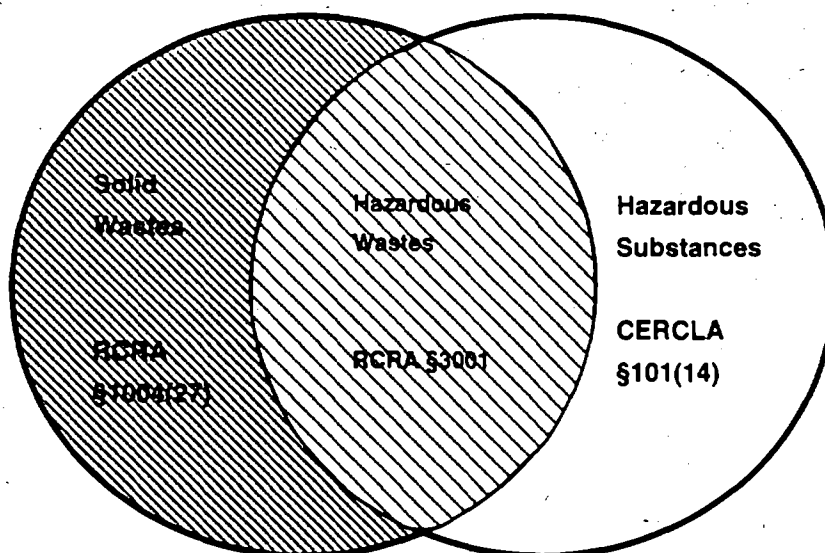 Solid
Wastes
RCRA
§1004(27)
Hazardous
Wastes
RCRA §3001
Hazardous
Substances
CERCLA
§101(14)